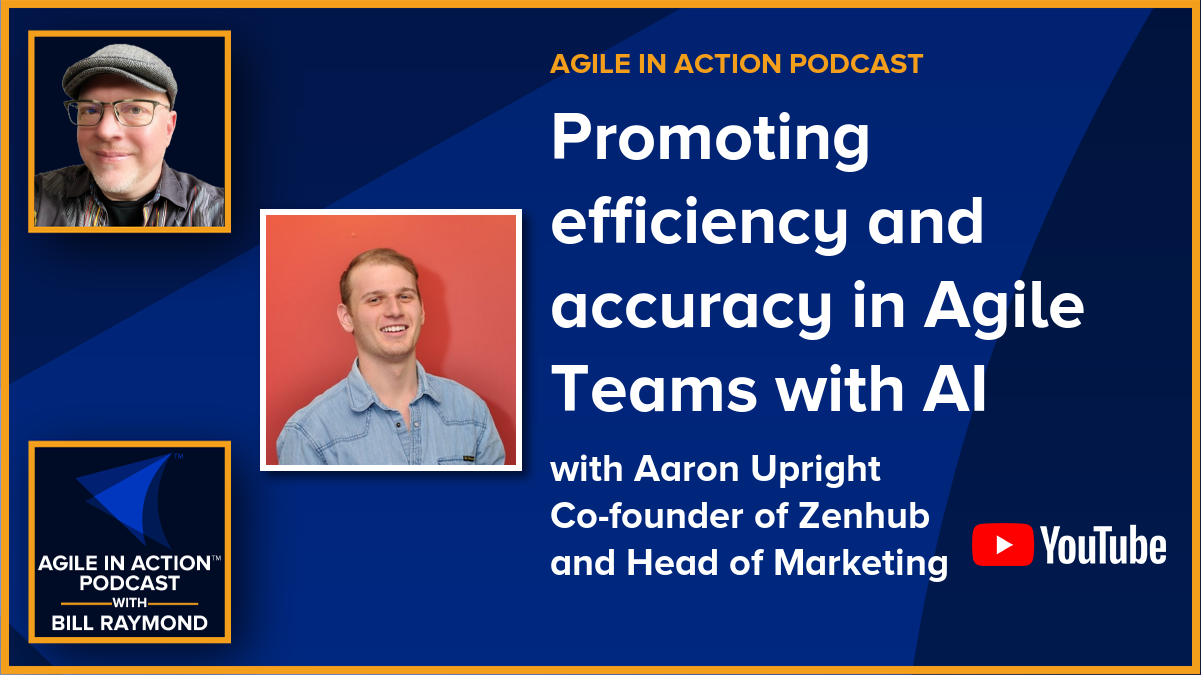 AGILE IN ACTION PODCAST
Promoting
efficiency and
accuracy in Agile
Teams with AI
with Aaron Upright
Co-founder of Zenhub
and Head of Marketing
YouTube
TM
AGILE IN ACTION™
PODCAST
WITH
BILL RAYMOND